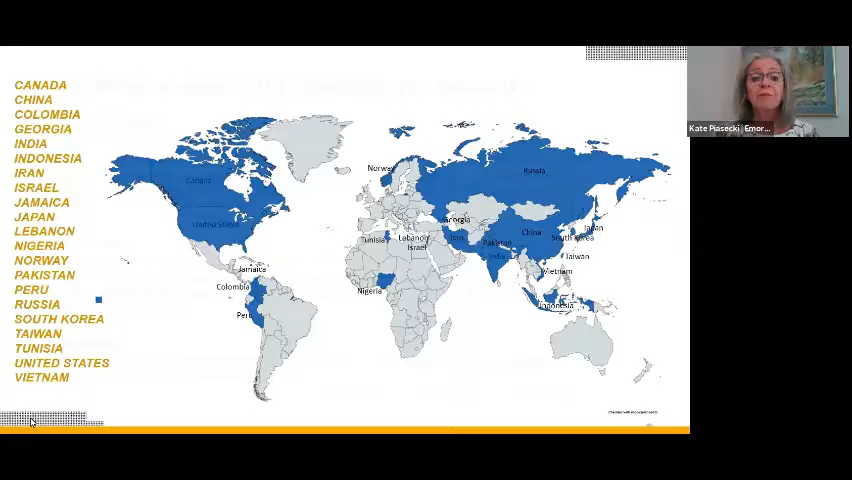 CANADA
CHINA
COLOMBIA
GEORGIA
INDIA
INDONESIA
IRAN
ISRAEL
JAMAICA
JAPAN
LEBANON
NIGERIA
NORWAY
PAKISTAN
PERU
RUSSIA
SOUTH KOREA
TAIWAN
TUNISIA
UNITED STATES
VIETNAM
Kate Piasecki | Emor...
Norway
Russia
Canada
United States
Georgia
Japan
China
South Korea
Tunisia
Lebanon
Iran
Pakistan
Israel
India
Taiwan
Jamaica
Vietnam
Colombia
Nigeria
Indonesia
Peru